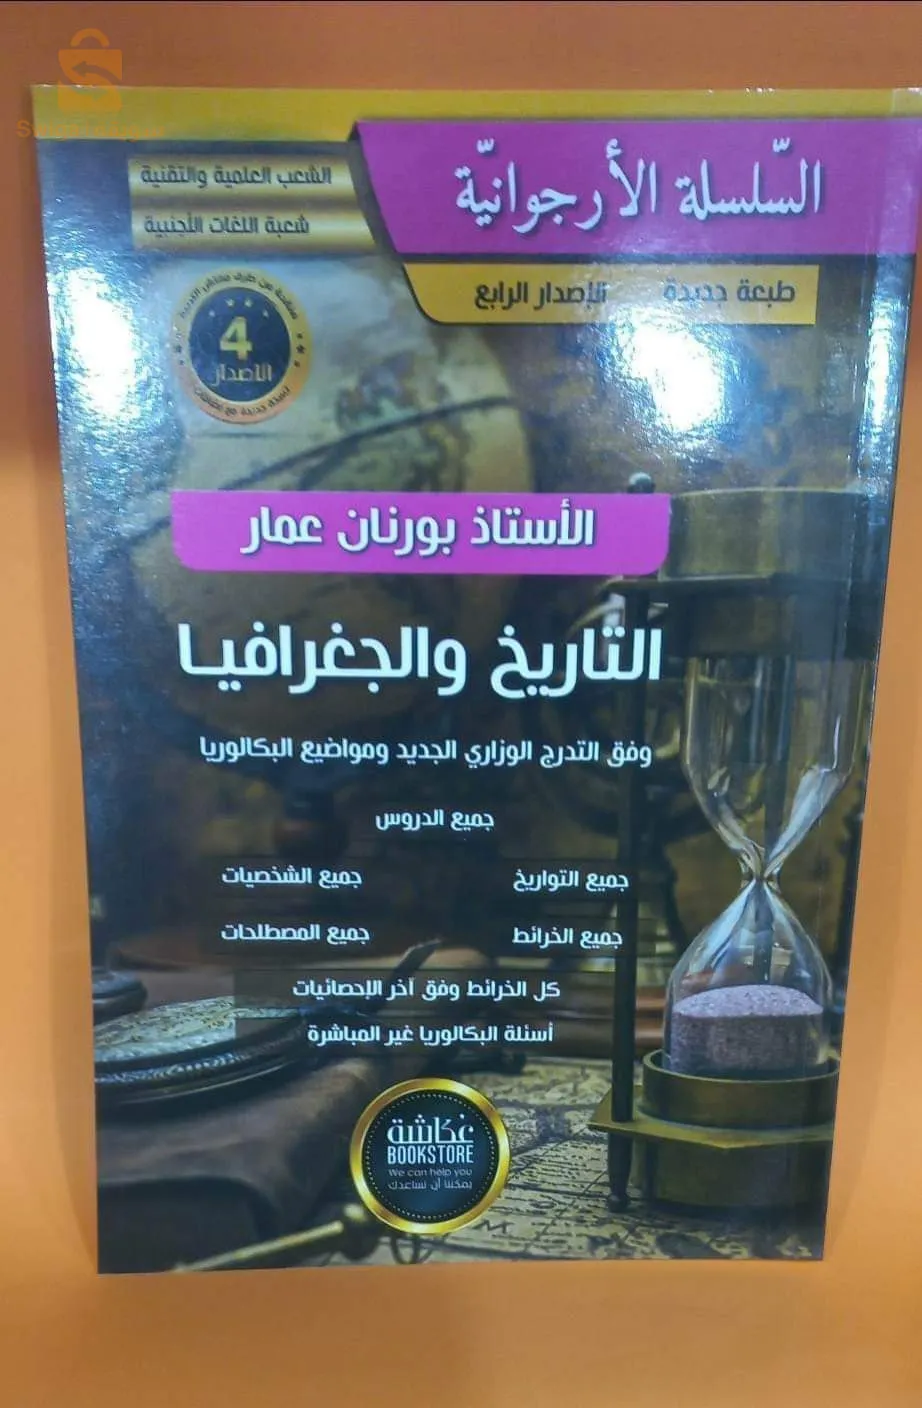 السّلسلة الأرجوانيّة
الشعب العلمية والتقنية
شعبة اللغات الأجنبية
طبعة جديدة الإصدار الرابع
4
الإصدار
الأستاذ بورنان عمار
التاريخ والجغرافيا
وفق التدرج الوزاري الجديد ومواضيع البكالوريا
جميع الدروس
جميع التواريخ جميع الشخصيات
جميع الخرائط جميع المصطلحات
كل الخرائط وفق آخر الإحصائيات
أسئلة البكالوريا غير المباشرة
عكاشة
BOOKSTORE
We can help you
يمكننا أن نساعدك